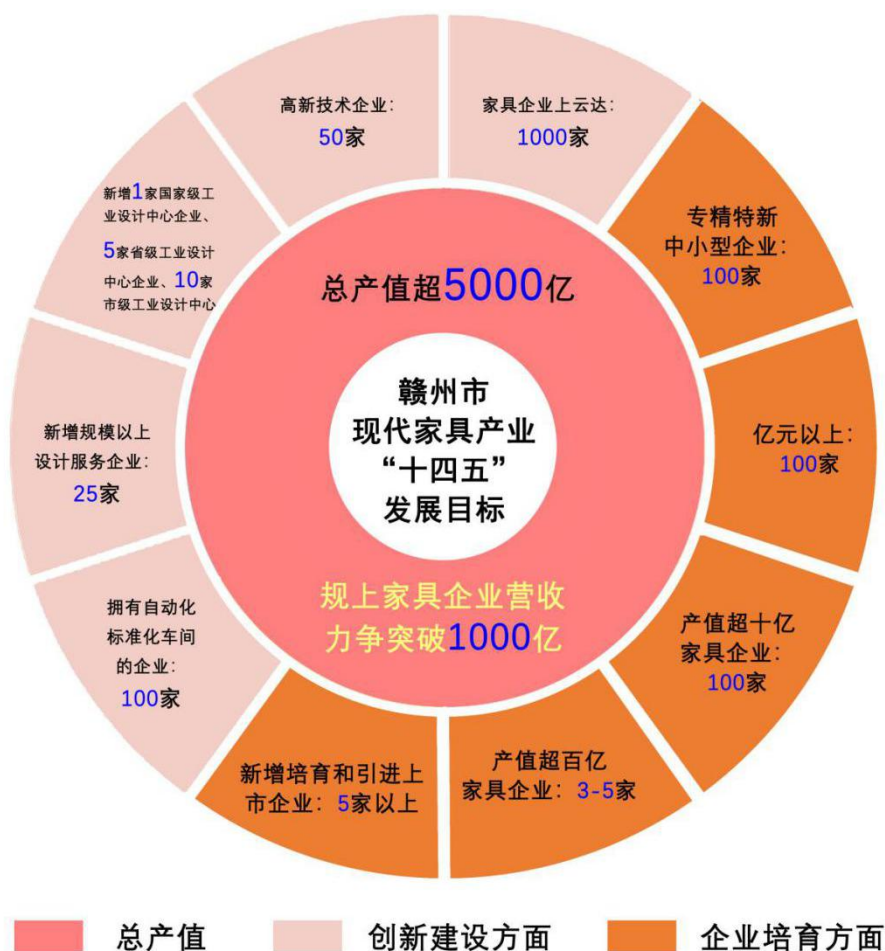 高新技术企业：
50家
家具企业上云达：
1000家
专精特新
中小型企业：
100家
亿元以上：
100家
产值超十亿
家具企业：
100家
产值超百亿
家具企业：3-5家
新增培育和引进上
市企业：5家以上
拥有自动化
标准化车间
的企业：
100家
新增规模以上
设计服务企业：
25家
新增1家国家级工
业设计中心企业、
5家省级工业设计
中心企业、10家
市级工业设计中心
总产值超5000亿
赣州市
现代家具产业
“十四五”
发展目标
规上家具企业营收
力争突破1000亿
总产值
创新建设方面
企业培育方面